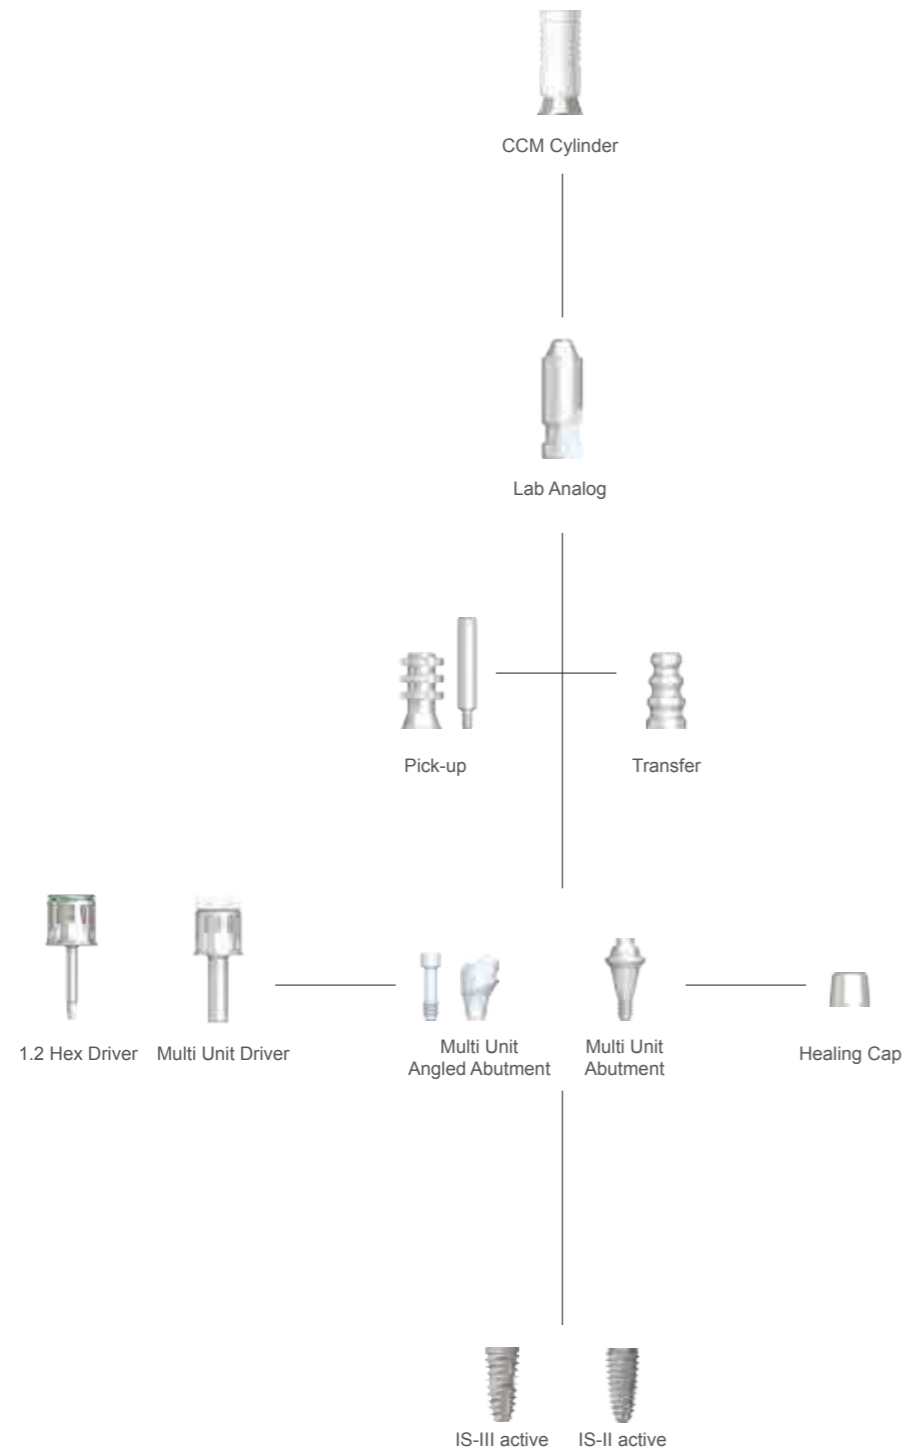 CCM Cylinder
Lab Analog
Pick-up
Transfer
1.2 Hex Driver
Multi Unit Driver
Multi Unit
Angled Abutment
Multi Unit
Abutment
Healing Cap
IS-III active
IS-II active